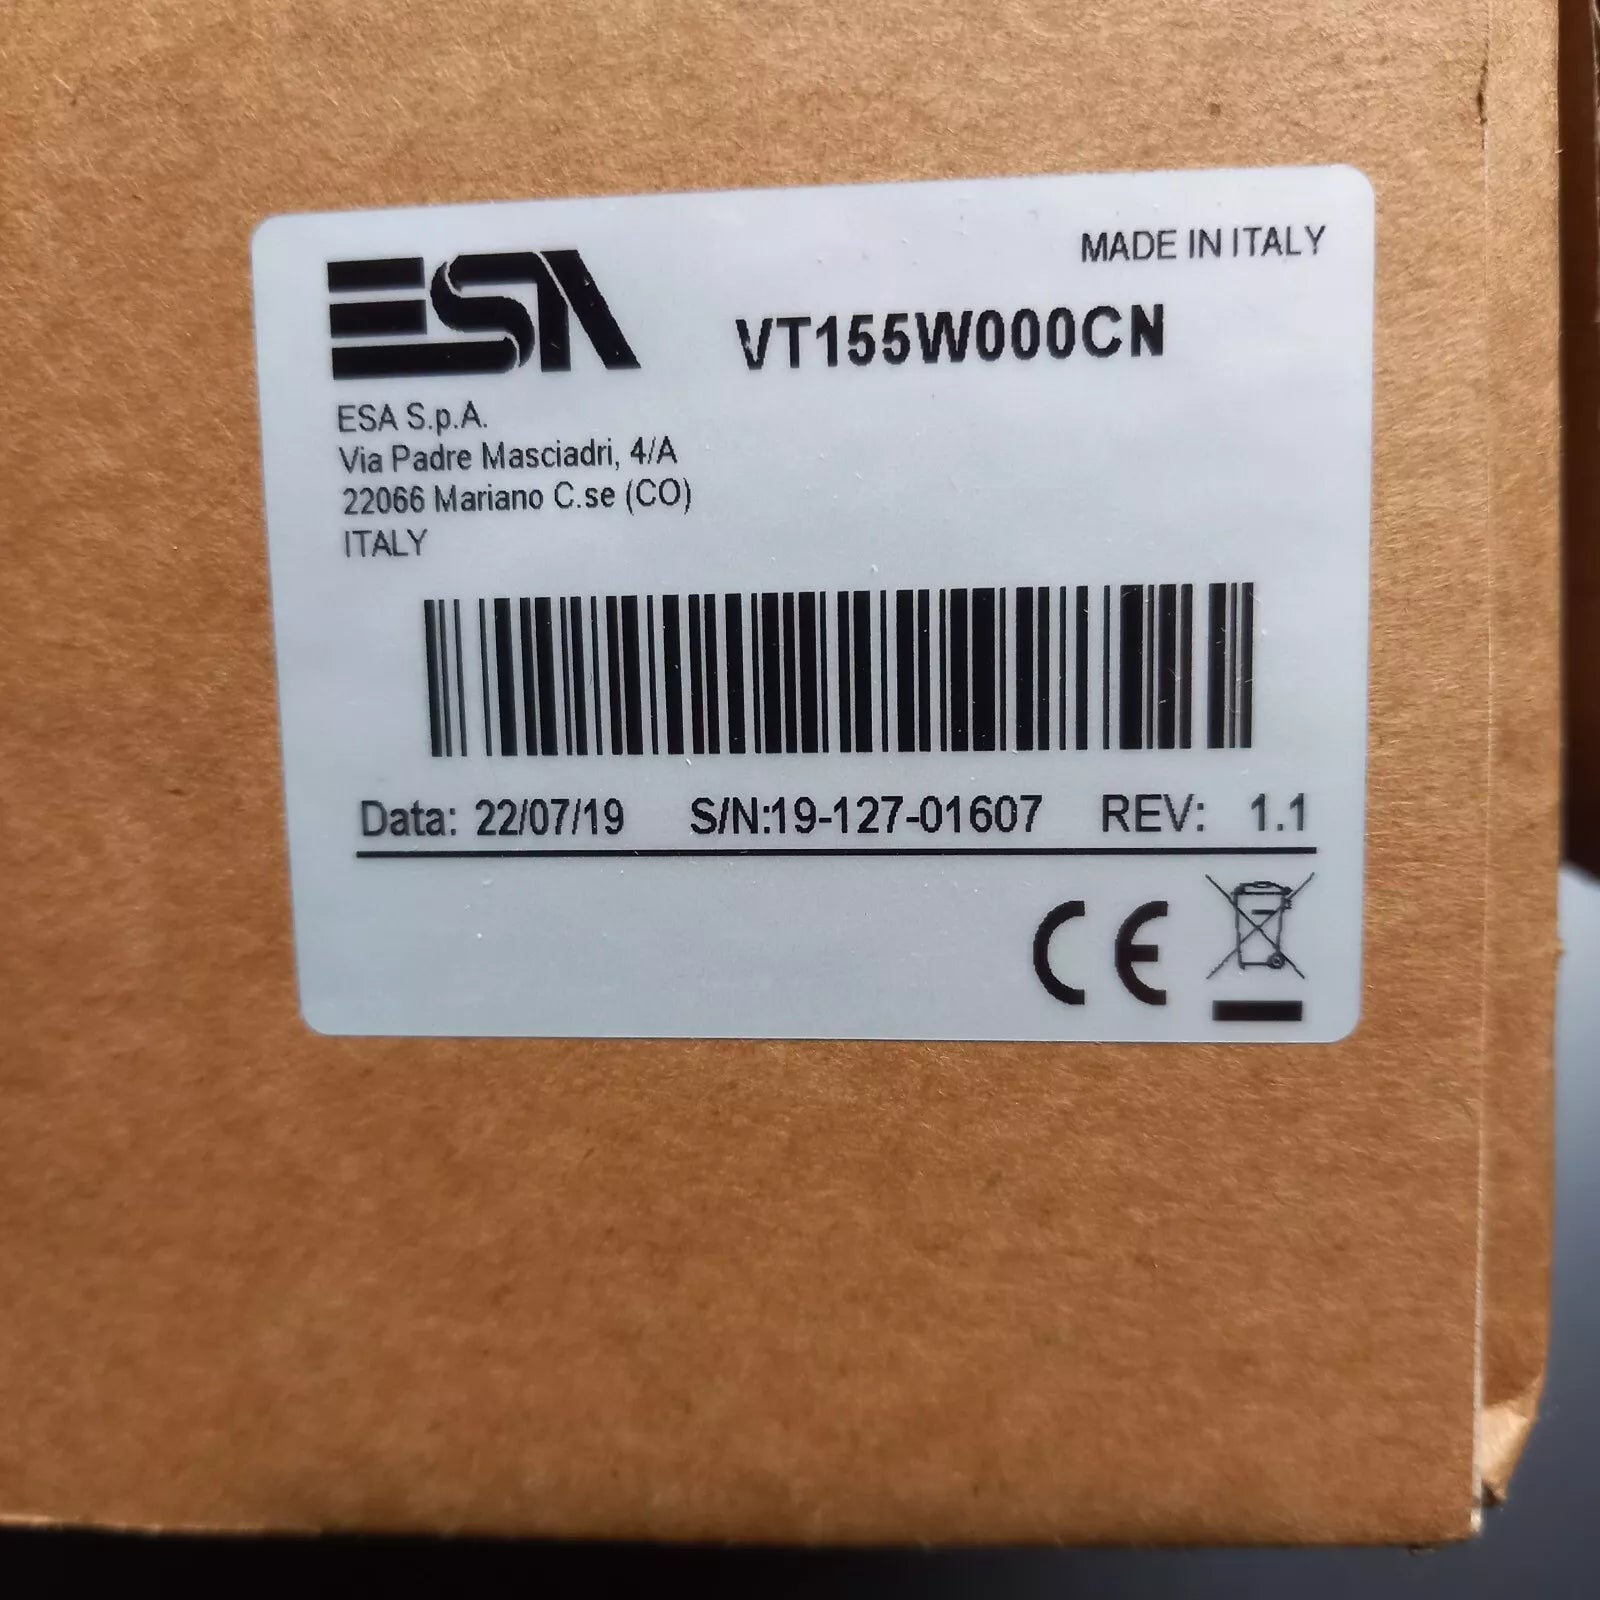 ESA
MADE IN ITALY
VT155W000CN
ESA S.p.A.
Via Padre Masciadri, 4/A
22066 Mariano C.se (CO)
ITALY
Data: 22/07/19 S/N:19-127-01607 REV: 1.1
CE